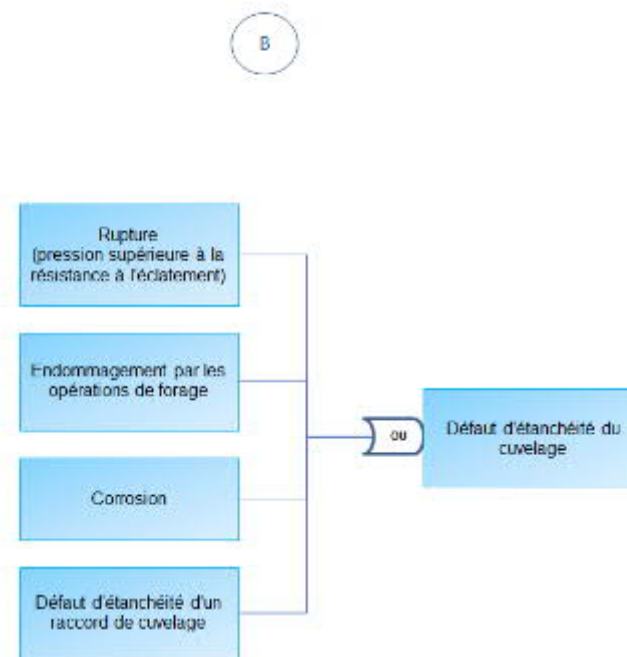 B
Rupture
(pression supérieure à la
résistance à l'éclatement)
Endommagement par les
opérations de forage
Corrosion
Défaut d'étanchéité d'un
raccord de cuvelage
ou
Défaut d'étanchéité du
cuvelage